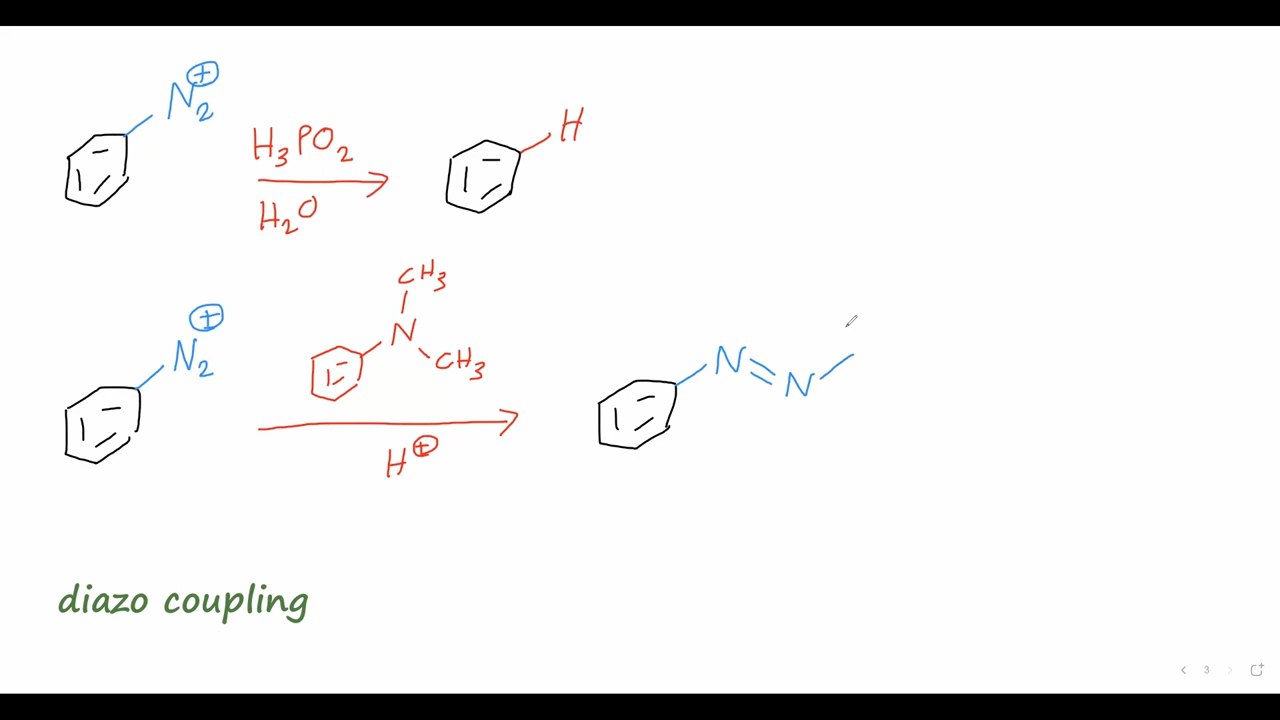 N2⊕
H3PO2
H2O
H
N2⊕
CH3
N
CH3
H⊕
N=N
diazo coupling
3